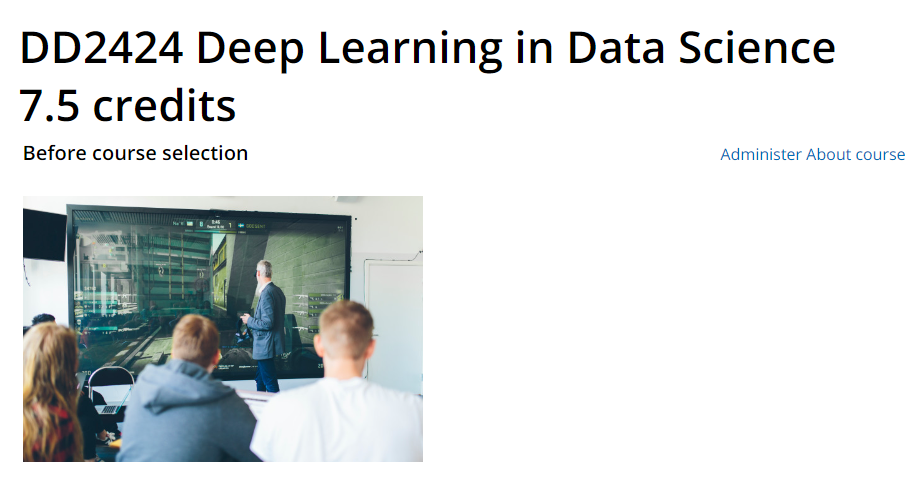 DD2424 Deep Learning in Data Science
7.5 credits
Before course selection
Administer About course